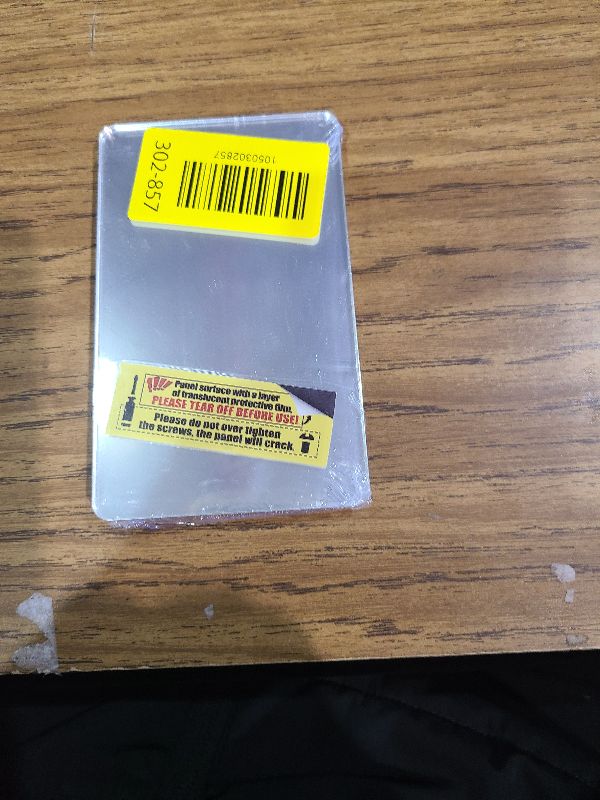 1050302857
302-857
Panel surface with a layer
of translucent protective film,
PLEASE TEAR OFF BEFORE USE!
Please do not over tighten
the screws, the panel will crack.